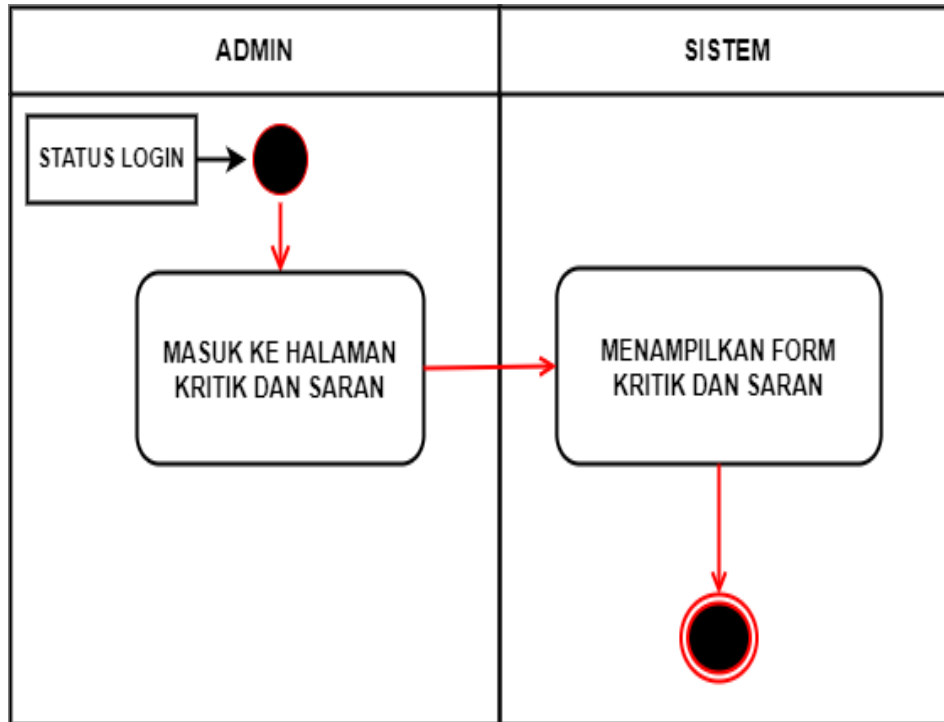 ADMIN
SISTEM
STATUS LOGIN
MASUK KE HALAMAN
KRITIK DAN SARAN
MENAMPILKAN FORM
KRITIK DAN SARAN